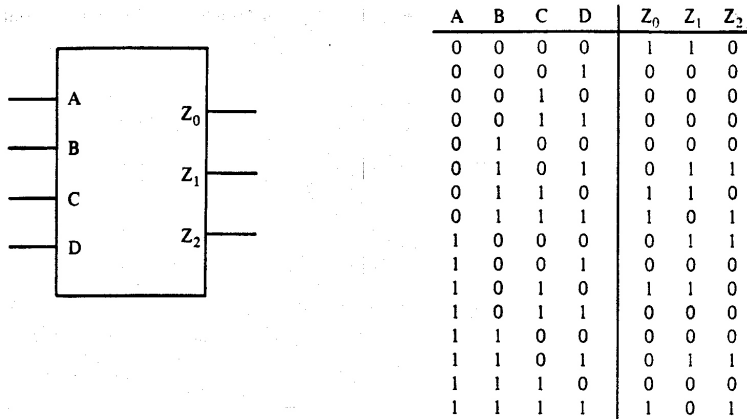 A
B
C
D
Z₀
Z₁
Z₂
A B C D Z₀ Z₁ Z₂
0 0 0 0 1 1 0
0 0 0 1 0 0 0
0 0 1 0 0 0 0
0 0 1 1 0 0 0
0 1 0 0 0 0 0
0 1 0 1 0 1 1
0 1 1 0 1 1 0
0 1 1 1 1 0 1
1 0 0 0 0 1 1
1 0 0 1 0 0 0
1 0 1 0 1 1 0
1 0 1 1 0 0 0
1 1 0 0 0 0 0
1 1 0 1 0 1 1
1 1 1 0 0 0 0
1 1 1 1 1 0 1